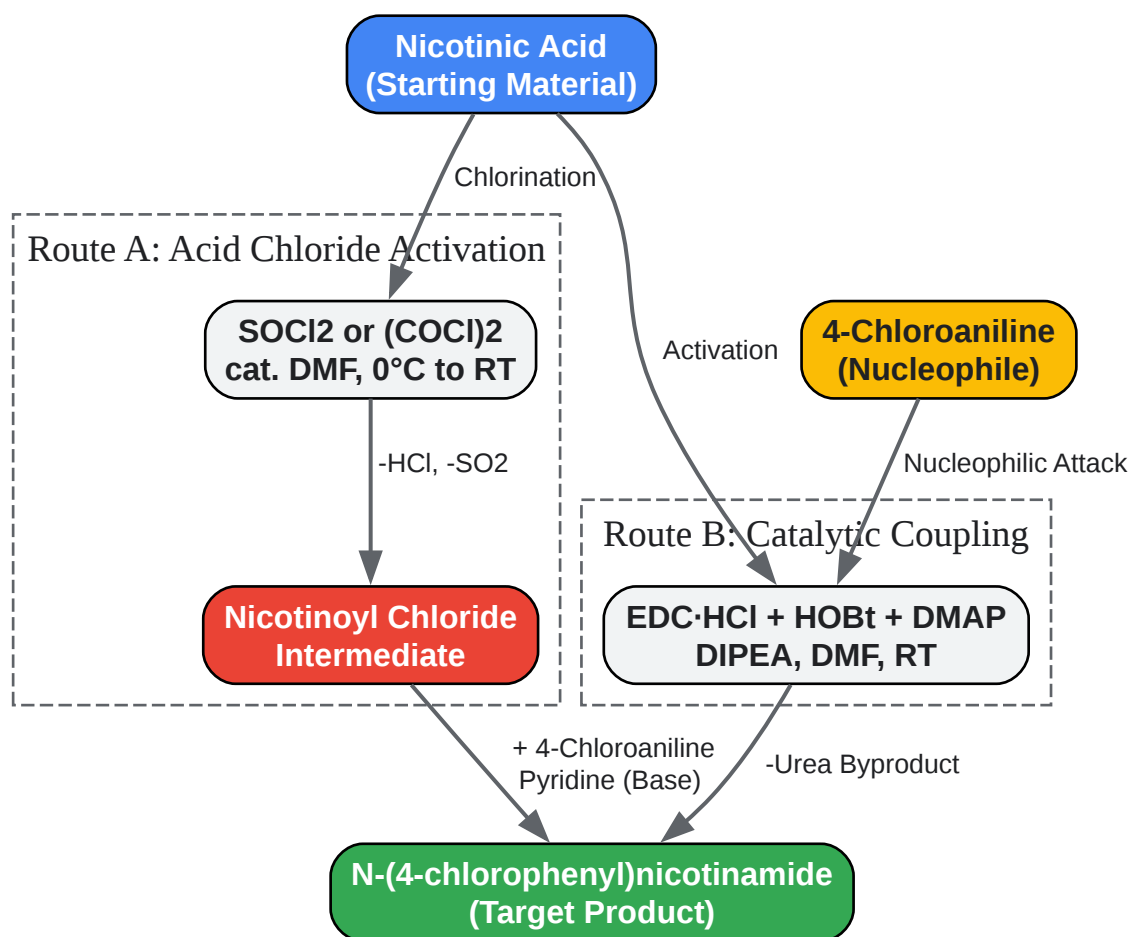 Nicotinic Acid
(Starting Material)
Chlorination
Route A: Acid Chloride Activation
SOCl2 or (COCl)2
cat. DMF, 0°C to RT
Activation
4-Chloroaniline
(Nucleophile)
-HCl, -SO2
Nucleophilic Attack
Route B: Catalytic Coupling
Nicotinoyl Chloride
Intermediate
EDC·HCl + HOBt + DMAP
DIPEA, DMF, RT
+ 4-Chloroaniline
Pyridine (Base)
-Urea Byproduct
N-(4-chlorophenyl)nicotinamide
(Target Product)